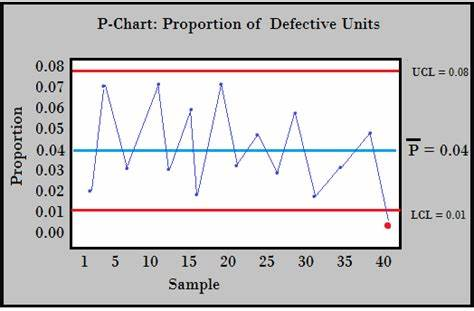 P-Chart: Proportion of Defective Units
0.08
0.07
0.06
0.05
0.04
0.03
0.02
0.01
0.00
Proportion
UCL = 0.08
P̅ = 0.04
LCL = 0.01
1 5 10 15 20 25 30 35 40
Sample